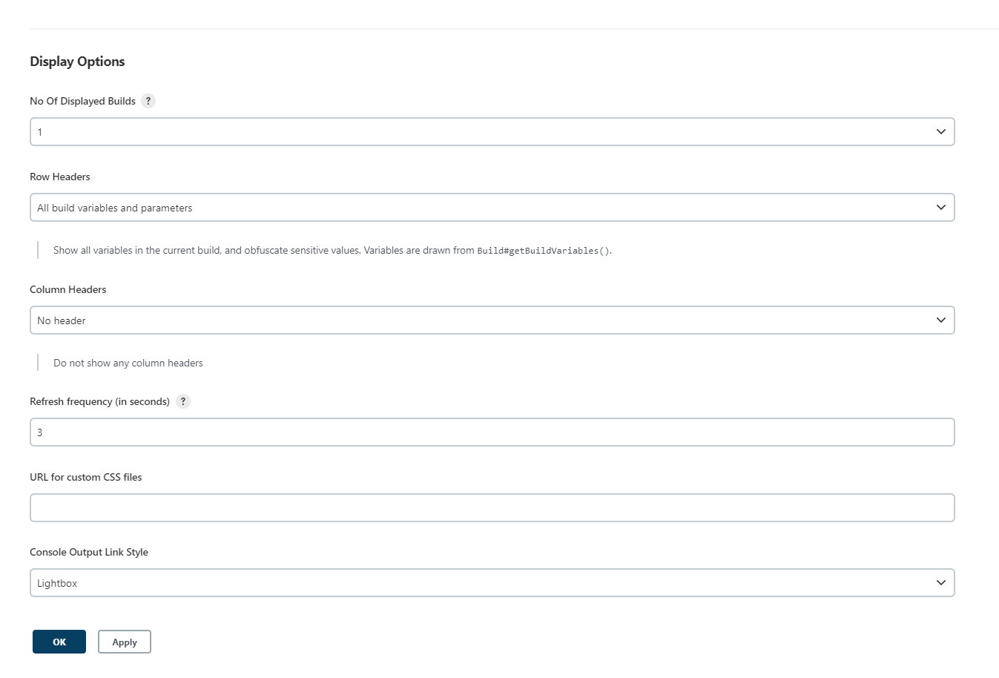 Display Options
No Of Displayed Builds ?
1
Row Headers
All build variables and parameters
Show all variables in the current build, and obfuscate sensitive values. Variables are drawn from Build#getBuildVariables().
Column Headers
No header
Do not show any column headers
Refresh frequency (in seconds) ?
3
URL for custom CSS files
Console Output Link Style
Lightbox
OK Apply